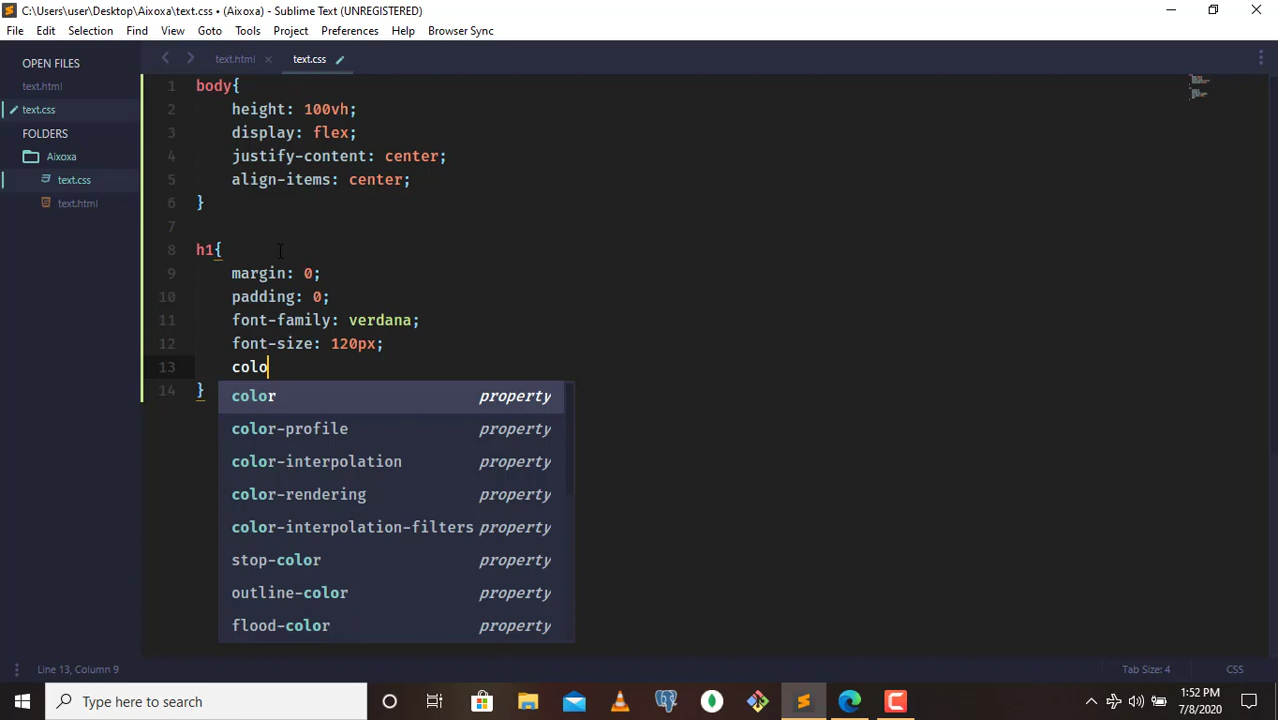 C:\Users\user\Desktop\Aixoxa\text.css • (Aixoxa) - Sublime Text (UNREGISTERED)
File Edit Selection Find View Goto Tools Project Preferences Help Browser Sync
OPEN FILES
text.html
text.css
FOLDERS
Aixoxa
text.css
text.html
text.html text.css
1 body{
2 height: 100vh;
3 display: flex;
4 justify-content: center;
5 align-items: center;
6 }
7
8 h1{
9 margin: 0;
10 padding: 0;
11 font-family: verdana;
12 font-size: 120px;
13 colo
14 }
color property
color-profile property
color-interpolation property
color-rendering property
color-interpolation-filters property
stop-color property
outline-color property
flood-color property
Line 13, Column 9 Tab Size: 4 CSS
Type here to search
1:52 PM
7/8/2020